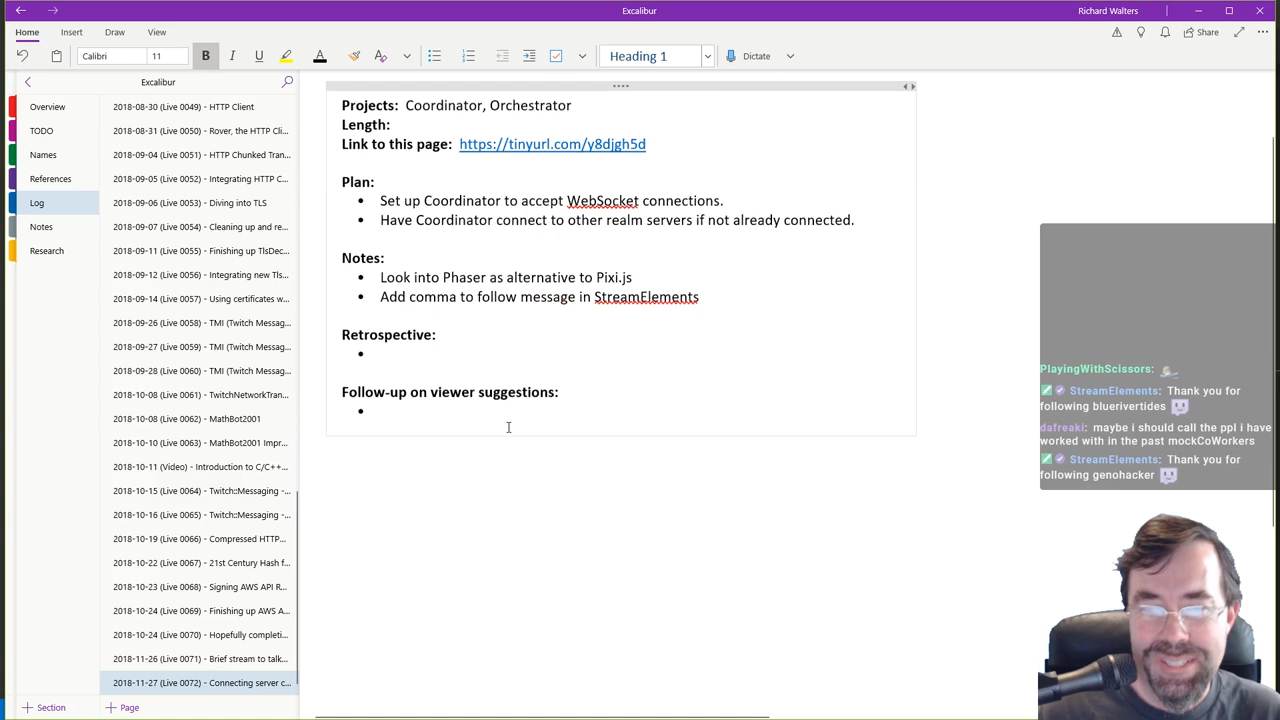 Excalibur
Richard Walters
Home
Insert
Draw
View
Share
Calibri
11
B
I
U
A
Heading 1
Dictate
Excalibur
Overview
TODO
Names
References
Log
Notes
Research
2018-08-30 (Live 0049) - HTTP Client
2018-08-31 (Live 0050) - Rover, the HTTP Cli...
2018-09-04 (Live 0051) - HTTP Chunked Tran...
2018-09-05 (Live 0052) - Integrating HTTP C...
2018-09-06 (Live 0053) - Diving into TLS
2018-09-07 (Live 0054) - Cleaning up and re...
2018-09-11 (Live 0055) - Finishing up TlsDec...
2018-09-12 (Live 0056) - Integrating new Tls...
2018-09-14 (Live 0057) - Using certificates w...
2018-09-26 (Live 0058) - TMI (Twitch Messag...
2018-09-27 (Live 0059) - TMI (Twitch Messag...
2018-09-28 (Live 0060) - TMI (Twitch Messag...
2018-10-08 (Live 0061) - TwitchNetworkTran...
2018-10-08 (Live 0062) - MathBot2001
2018-10-10 (Live 0063) - MathBot2001 Impr...
2018-10-11 (Video) - Introduction to C/C++...
2018-10-15 (Live 0064) - Twitch::Messaging -...
2018-10-16 (Live 0065) - Twitch::Messaging -...
2018-10-19 (Live 0066) - Compressed HTTP...
2018-10-22 (Live 0067) - 21st Century Hash f...
2018-10-23 (Live 0068) - Signing AWS API R...
2018-10-24 (Live 0069) - Finishing up AWS A...
2018-10-24 (Live 0070) - Hopefully completi...
2018-11-26 (Live 0071) - Brief stream to talk...
2018-11-27 (Live 0072) - Connecting server c...
+ Section
+ Page
Projects: Coordinator, Orchestrator
Length:
Link to this page: https://tinyurl.com/y8djgh5d
Plan:
• Set up Coordinator to accept WebSocket connections.
• Have Coordinator connect to other realm servers if not already connected.
Notes:
• Look into Phaser as alternative to Pixi.js
• Add comma to follow message in StreamElements
Retrospective:
•
Follow-up on viewer suggestions:
•
PlayingWithScissors:
StreamElements: Thank you for
following bluerivertides
dafreaki: maybe i should call the ppl i have
worked with in the past mockCoWorkers
StreamElements: Thank you for
following genohacker